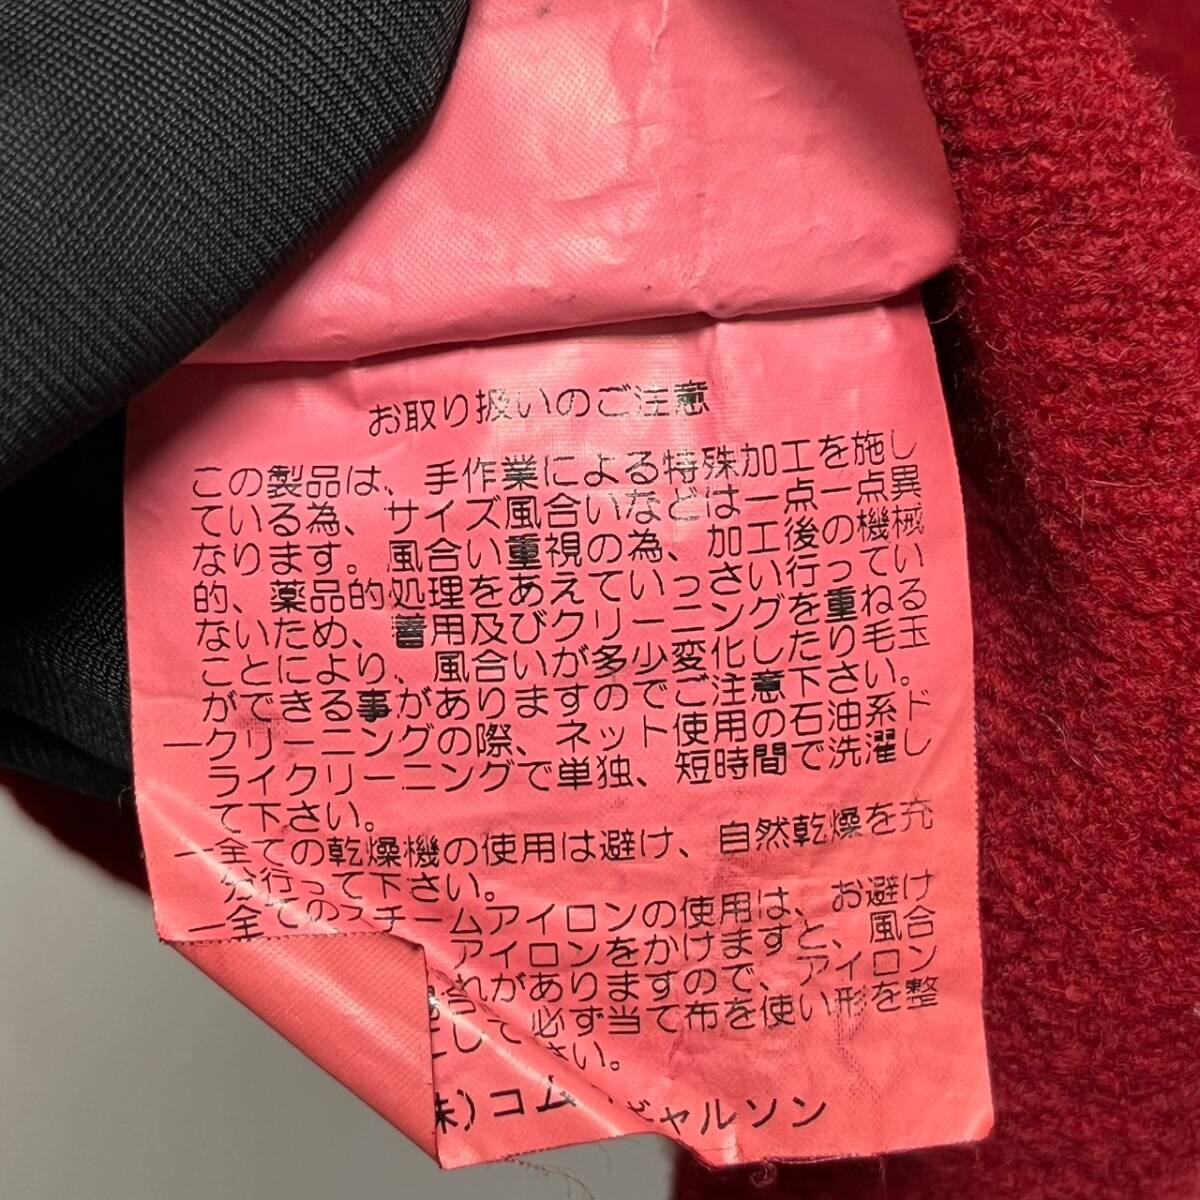 お取り扱いのご注意
この製品は、手作業による特殊加工を施し
ている為、サイズ風合いなどは一点一点異
なります。風合い重視の為、加工後の機械
的、薬品的処理をあえていっさい行ってい
ないため、着用及びクリーニングを重ねる
ことにより、風合いが多少変化したり毛玉
ができる事がありますのでご注意下さい。
―クリーニングの際、ネット使用の石油系ド
ライクリーニングで単独、短時間で洗濯し
て下さい。
―全ての乾燥機の使用は避け、自然乾燥を充
分行って下さい。
―全てのスチームアイロンの使用は、お避け
アイロンをかけますと、風合
れがありますので、アイロン
して 必ず当て布を使い形を整
さい。
株)コム ャルソン